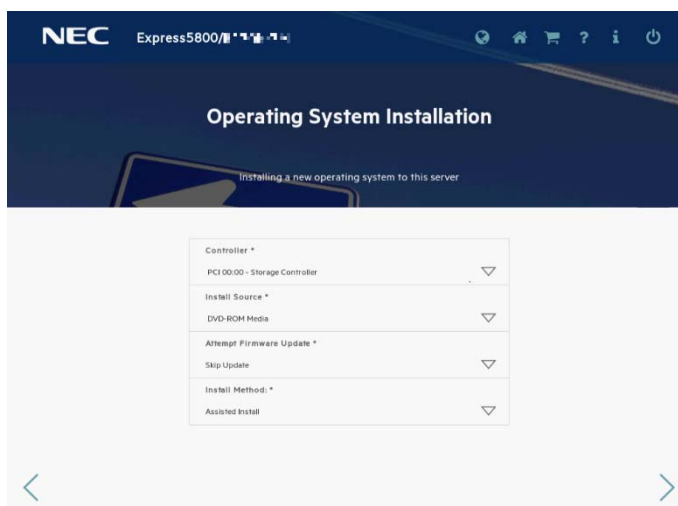 NEC
Express5800/
?
i
Operating System Installation
Installing a new operating system to this server
Controller *
PCI 00:00 - Storage Controller
Install Source *
DVD-ROM Media
Attempt Firmware Update *
Skip Update
Install Method: *
Assisted Install